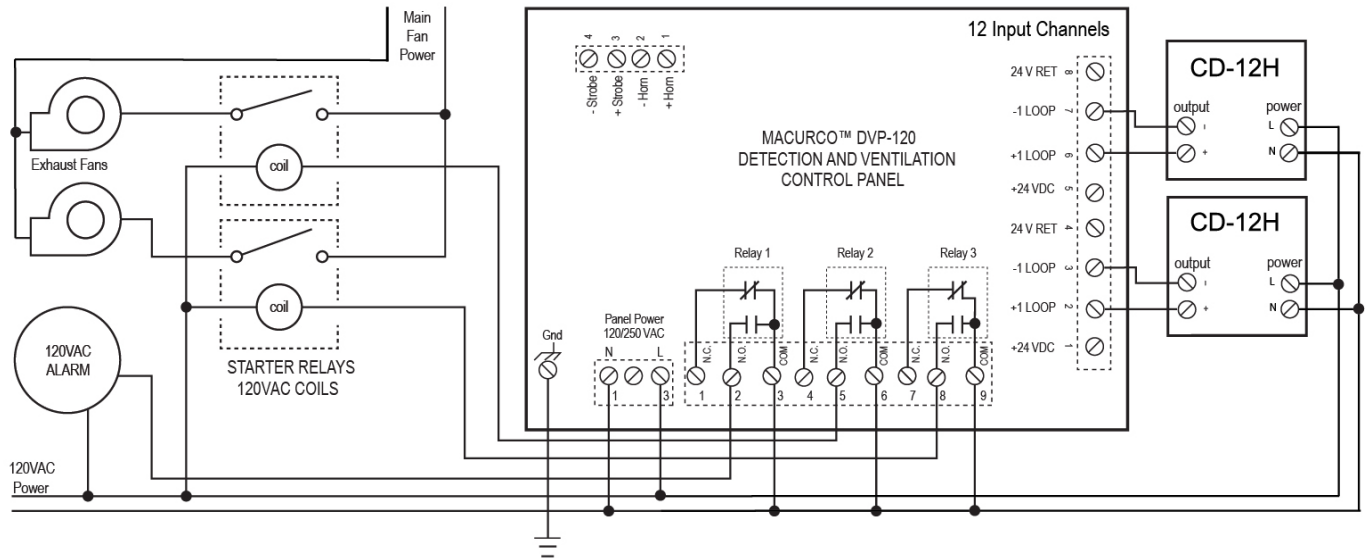 Main
Fan
Power
Exhaust Fans
coil
coil
STARTER RELAYS
120VAC COILS
120VAC
ALARM
120VAC
Power
4 3 2 1
- Strobe
+ Strobe
- Horn
+ Horn
MACURCO™ DVP-120
DETECTION AND VENTILATION
CONTROL PANEL
12 Input Channels
24 V RET 8
-1 LOOP 7
+1 LOOP 6
+24 VDC 5
24 V RET 4
-1 LOOP 3
+1 LOOP 2
+24 VDC 1
Gnd
Panel Power
120/250 VAC
N L
1 3
Relay 1
N.C. N.O. COM
1 2 3
Relay 2
N.C. N.O. COM
4 5 6
Relay 3
N.C. N.O. COM
7 8 9
CD-12H
output power
- L
+ N
CD-12H
output power
- L
+ N